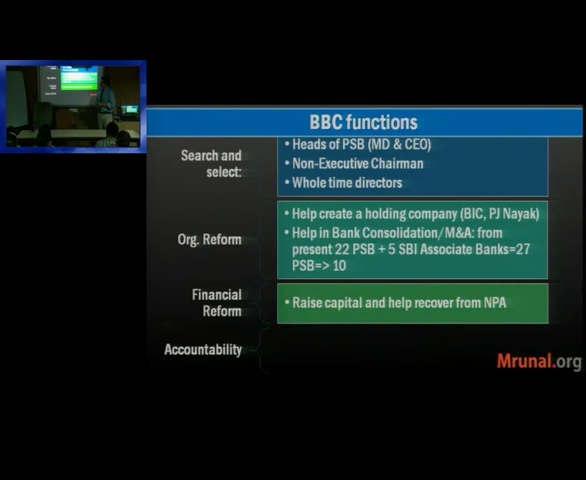 BBC functions
Search and
select:
• Heads of PSB (MD & CEO)
• Non-Executive Chairman
• Whole time directors
Org. Reform
• Help create a holding company (BIC, PJ Nayak)
• Help in Bank Consolidation/M&A: from
present 22 PSB + 5 SBI Associate Banks=27
PSB=> 10
Financial
Reform
• Raise capital and help recover from NPA
Accountability
Mrunal.org